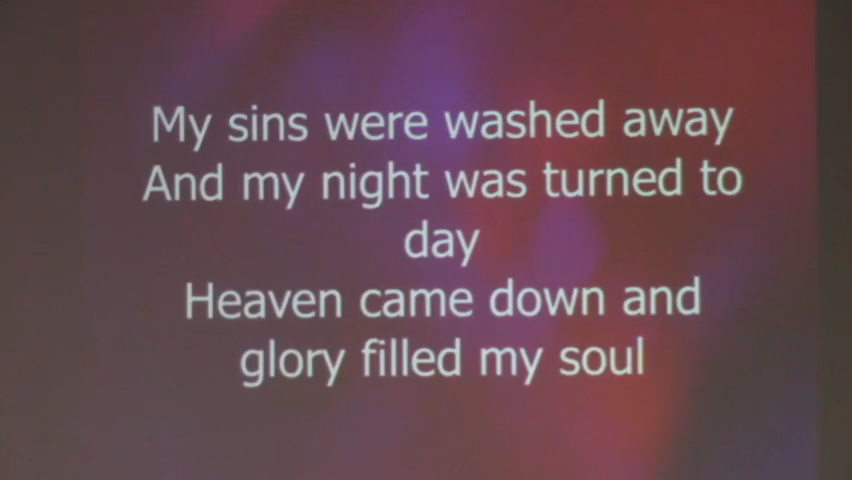 My sins were washed away
And my night was turned to
day
Heaven came down and
glory filled my soul